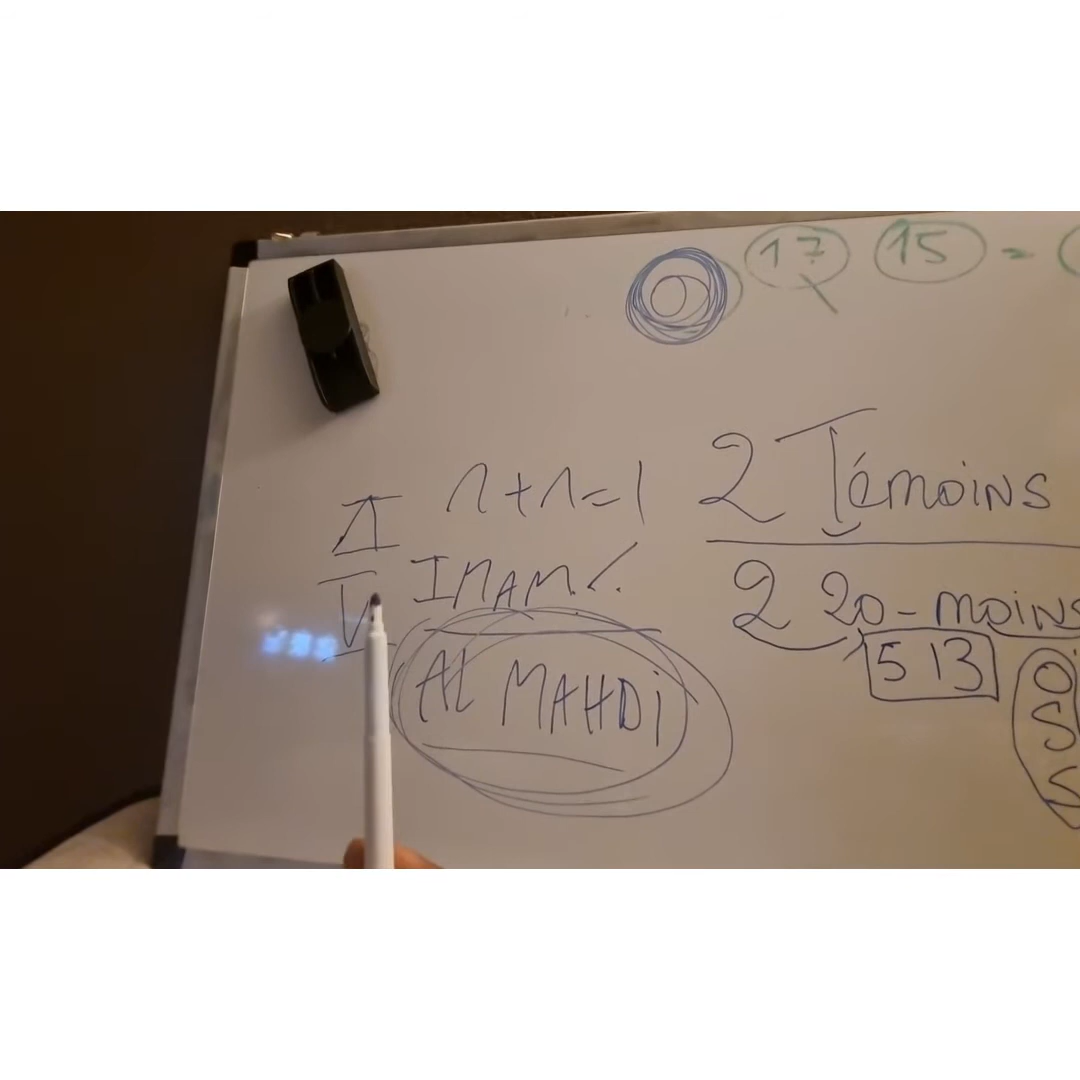 17 15 =
1+1=1
2 Témoins
IMAM
2 20-moins
513
AL MAHDi
O
S
S